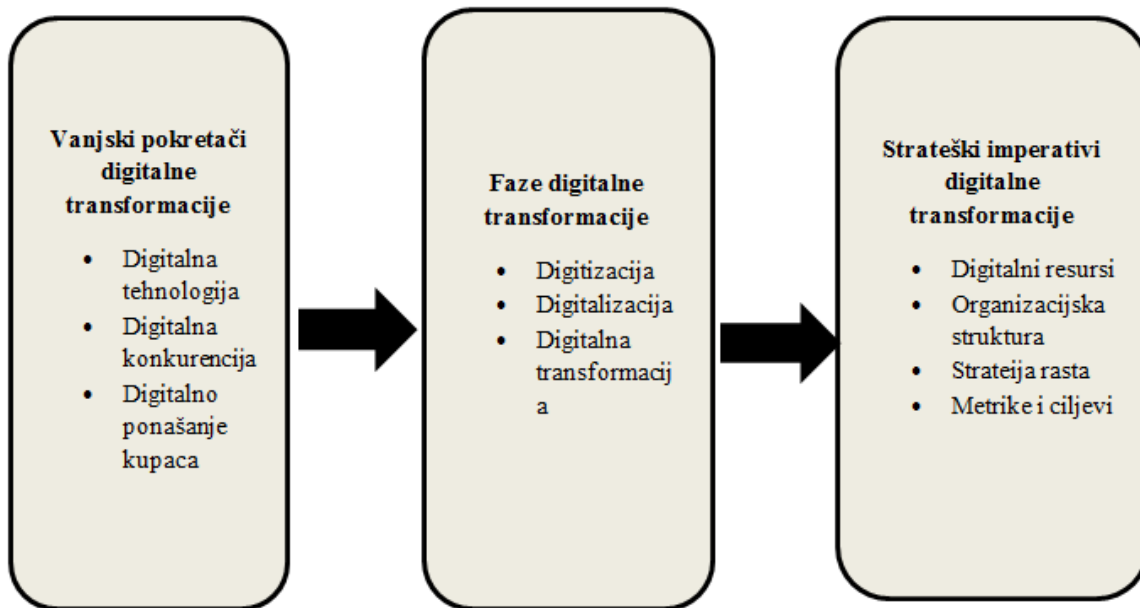 Vanjski pokretači
digitalne
transformacije
• Digitalna
tehnologija
• Digitalna
konkurencija
• Digitalno
ponašanje
kupaca
Faze digitalne
transformacije
• Digitizacija
• Digitalizacija
• Digitalna
transformacij
a
Strateški imperativi
digitalne
transformacije
• Digitalni resursi
• Organizacijska
struktura
• Strateija rasta
• Metrike i ciljevi